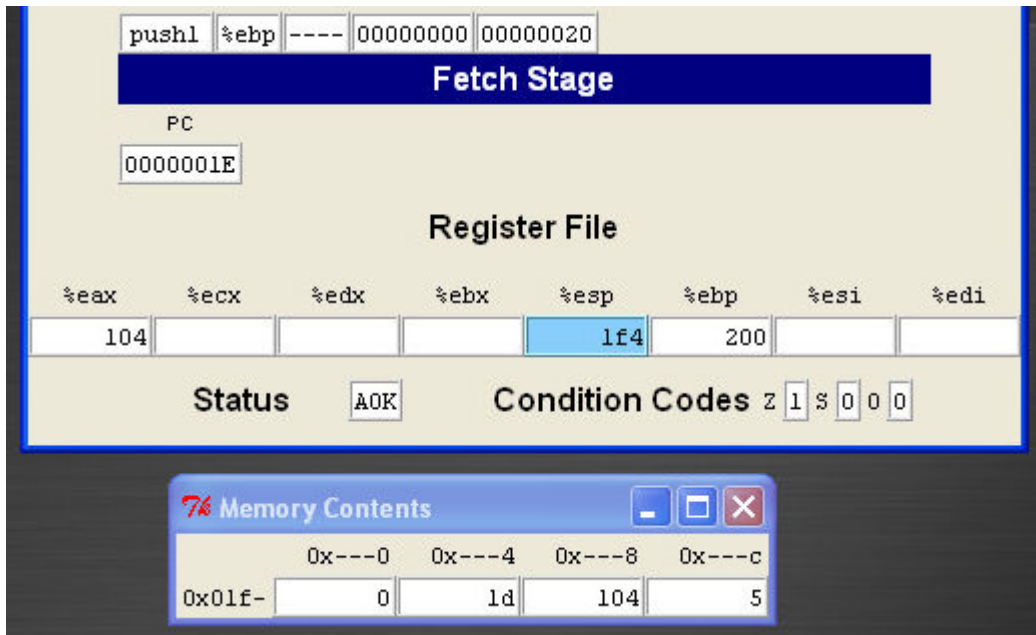 pushl %ebp ---- 00000000 00000020
Fetch Stage
PC
0000001E
Register File
%eax %ecx %edx %ebx %esp %ebp %esi %edi
104 1f4 200
Status AOK Condition Codes Z 1 S 0 O 0
Memory Contents
0x---0 0x---4 0x---8 0x---c
0x01f- 0 1d 104 5